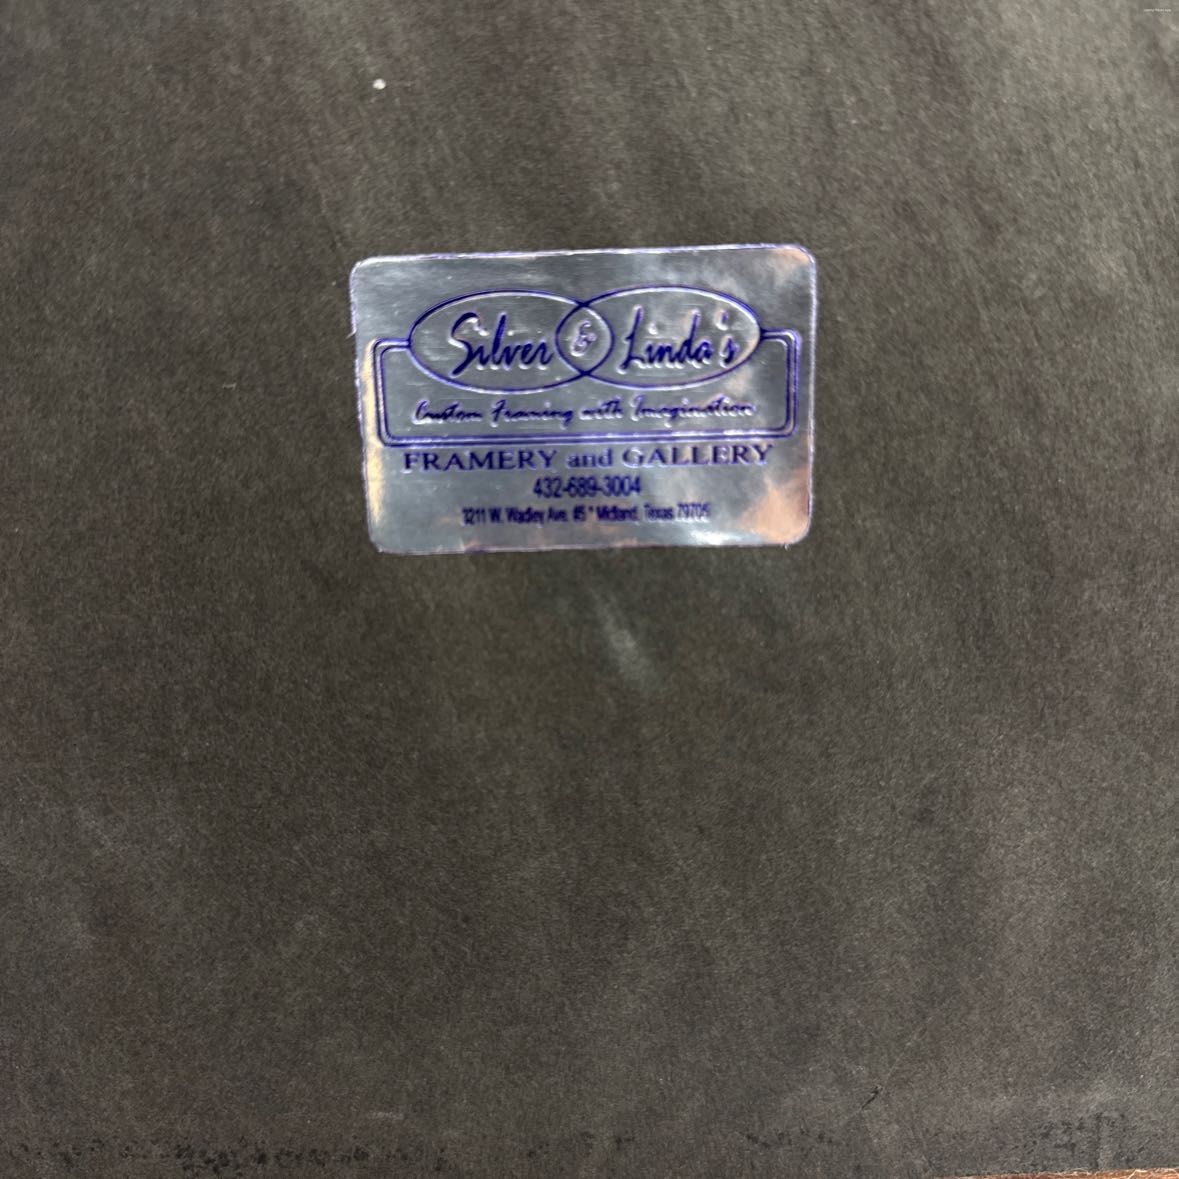 Silver & Linda's
Custom Framing with Imagination
FRAMERY and GALLERY
432-689-3004
3211 W. Wadley Ave. #5 * Midland, Texas 79705